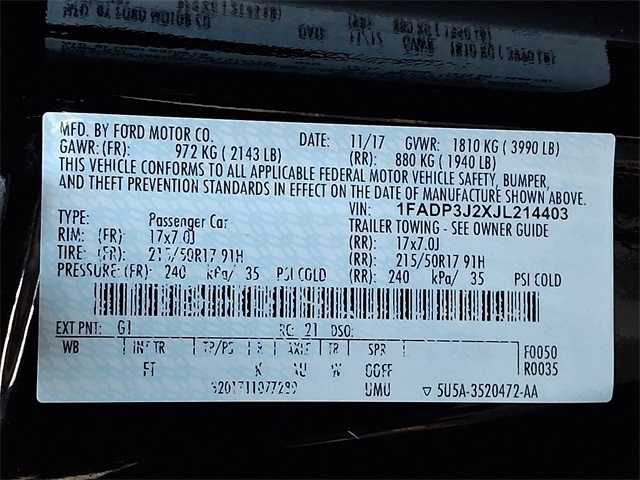 MFD. BY FORD MOTOR CO.
DATE: 11/17 GVWR: 1810 KG ( 3990 LB)
GAWR: (FR): 972 KG ( 2143 LB) (RR): 880 KG ( 1940 LB)
THIS VEHICLE CONFORMS TO ALL APPLICABLE FEDERAL MOTOR VEHICLE SAFETY, BUMPER,
AND THEFT PREVENTION STANDARDS IN EFFECT ON THE DATE OF MANUFACTURE SHOWN ABOVE.
VIN: 1FADP3J2XJL214403
TYPE: Passenger Car TRAILER TOWING - SEE OWNER GUIDE
RIM: (FR) 17x7.0J (RR): 17x7.0J
TIRE: (FR) 215/50R17 91H (RR): 215/50R17 91H
PRESSURE: (FR): 240 kPa/ 35 PSI COLD (RR): 240 kPa/ 35 PSI COLD
EXT PNT: G1 RC: 21 DSO:
WB INT TR TP/PS R AXLE TR SPR F0050
FT K W R0035
UMU ▽ 5U5A-3520472-AA